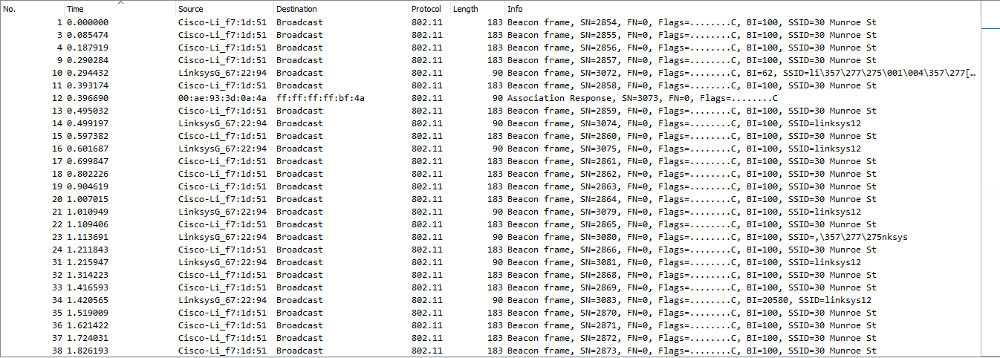 No. Time Source Destination Protocol Length Info
1 0.000000 Cisco-Li_f7:1d:51 Broadcast 802.11 183 Beacon frame, SN=2854, FN=0, Flags=........C, BI=100, SSID=30 Munroe St
3 0.085474 Cisco-Li_f7:1d:51 Broadcast 802.11 183 Beacon frame, SN=2855, FN=0, Flags=........C, BI=100, SSID=30 Munroe St
4 0.187919 Cisco-Li_f7:1d:51 Broadcast 802.11 183 Beacon frame, SN=2856, FN=0, Flags=........C, BI=100, SSID=30 Munroe St
9 0.290284 Cisco-Li_f7:1d:51 Broadcast 802.11 183 Beacon frame, SN=2857, FN=0, Flags=........C, BI=100, SSID=30 Munroe St
10 0.294432 LinksysG_67:22:94 Broadcast 802.11 90 Beacon frame, SN=3072, FN=0, Flags=........C, BI=62, SSID=li\357\277\275\001\004\357\277[…
11 0.393174 Cisco-Li_f7:1d:51 Broadcast 802.11 183 Beacon frame, SN=2858, FN=0, Flags=........C, BI=100, SSID=30 Munroe St
12 0.396690 00:ae:93:3d:0a:4a ff:ff:ff:ff:bf:4a 802.11 90 Association Response, SN=3073, FN=0, Flags=........C
13 0.495032 Cisco-Li_f7:1d:51 Broadcast 802.11 183 Beacon frame, SN=2859, FN=0, Flags=........C, BI=100, SSID=30 Munroe St
14 0.499197 LinksysG_67:22:94 Broadcast 802.11 90 Beacon frame, SN=3074, FN=0, Flags=........C, BI=100, SSID=linksys12
15 0.597382 Cisco-Li_f7:1d:51 Broadcast 802.11 183 Beacon frame, SN=2860, FN=0, Flags=........C, BI=100, SSID=30 Munroe St
16 0.601687 LinksysG_67:22:94 Broadcast 802.11 90 Beacon frame, SN=3075, FN=0, Flags=........C, BI=100, SSID=linksys12
17 0.699847 Cisco-Li_f7:1d:51 Broadcast 802.11 183 Beacon frame, SN=2861, FN=0, Flags=........C, BI=100, SSID=30 Munroe St
18 0.802226 Cisco-Li_f7:1d:51 Broadcast 802.11 183 Beacon frame, SN=2862, FN=0, Flags=........C, BI=100, SSID=30 Munroe St
19 0.904619 Cisco-Li_f7:1d:51 Broadcast 802.11 183 Beacon frame, SN=2863, FN=0, Flags=........C, BI=100, SSID=30 Munroe St
20 1.007015 Cisco-Li_f7:1d:51 Broadcast 802.11 183 Beacon frame, SN=2864, FN=0, Flags=........C, BI=100, SSID=30 Munroe St
21 1.010949 LinksysG_67:22:94 Broadcast 802.11 90 Beacon frame, SN=3079, FN=0, Flags=........C, BI=100, SSID=linksys12
22 1.109406 Cisco-Li_f7:1d:51 Broadcast 802.11 183 Beacon frame, SN=2865, FN=0, Flags=........C, BI=100, SSID=30 Munroe St
23 1.113691 LinksysG_67:22:94 Broadcast 802.11 90 Beacon frame, SN=3080, FN=0, Flags=........C, BI=100, SSID=,\357\277\275nksys
24 1.211843 Cisco-Li_f7:1d:51 Broadcast 802.11 183 Beacon frame, SN=2866, FN=0, Flags=........C, BI=100, SSID=30 Munroe St
31 1.215947 LinksysG_67:22:94 Broadcast 802.11 90 Beacon frame, SN=3081, FN=0, Flags=........C, BI=100, SSID=linksys12
32 1.314223 Cisco-Li_f7:1d:51 Broadcast 802.11 183 Beacon frame, SN=2868, FN=0, Flags=........C, BI=100, SSID=30 Munroe St
33 1.416593 Cisco-Li_f7:1d:51 Broadcast 802.11 183 Beacon frame, SN=2869, FN=0, Flags=........C, BI=100, SSID=30 Munroe St
34 1.420565 LinksysG_67:22:94 Broadcast 802.11 90 Beacon frame, SN=3083, FN=0, Flags=........C, BI=20580, SSID=linksys12
35 1.519009 Cisco-Li_f7:1d:51 Broadcast 802.11 183 Beacon frame, SN=2870, FN=0, Flags=........C, BI=100, SSID=30 Munroe St
36 1.621422 Cisco-Li_f7:1d:51 Broadcast 802.11 183 Beacon frame, SN=2871, FN=0, Flags=........C, BI=100, SSID=30 Munroe St
37 1.724031 Cisco-Li_f7:1d:51 Broadcast 802.11 183 Beacon frame, SN=2872, FN=0, Flags=........C, BI=100, SSID=30 Munroe St
38 1.826193 Cisco-Li_f7:1d:51 Broadcast 802.11 183 Beacon frame, SN=2873, FN=0, Flags=........C, BI=100, SSID=30 Munroe St